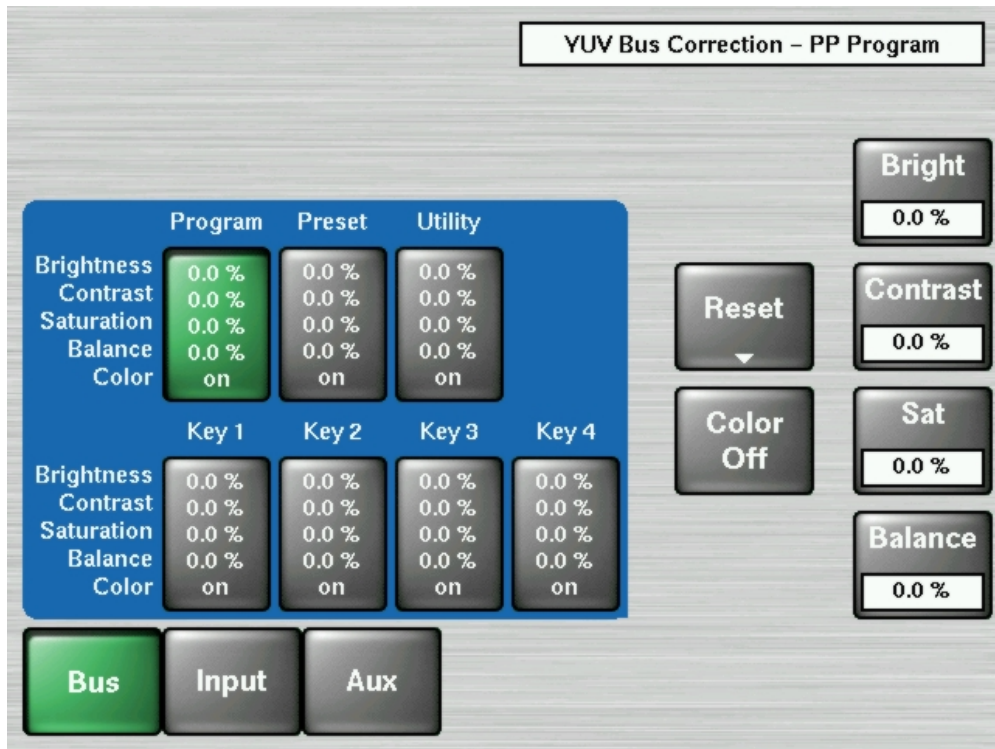 YUV Bus Correction – PP Program
Program Preset Utility
Brightness 0.0 % 0.0 % 0.0 %
Contrast 0.0 % 0.0 % 0.0 %
Saturation 0.0 % 0.0 % 0.0 %
Balance 0.0 % 0.0 % 0.0 %
Color on on on
Key 1 Key 2 Key 3 Key 4
Brightness 0.0 % 0.0 % 0.0 % 0.0 %
Contrast 0.0 % 0.0 % 0.0 % 0.0 %
Saturation 0.0 % 0.0 % 0.0 % 0.0 %
Balance 0.0 % 0.0 % 0.0 % 0.0 %
Color on on on on
Reset
Color
Off
Bright
0.0 %
Contrast
0.0 %
Sat
0.0 %
Balance
0.0 %
Bus Input Aux